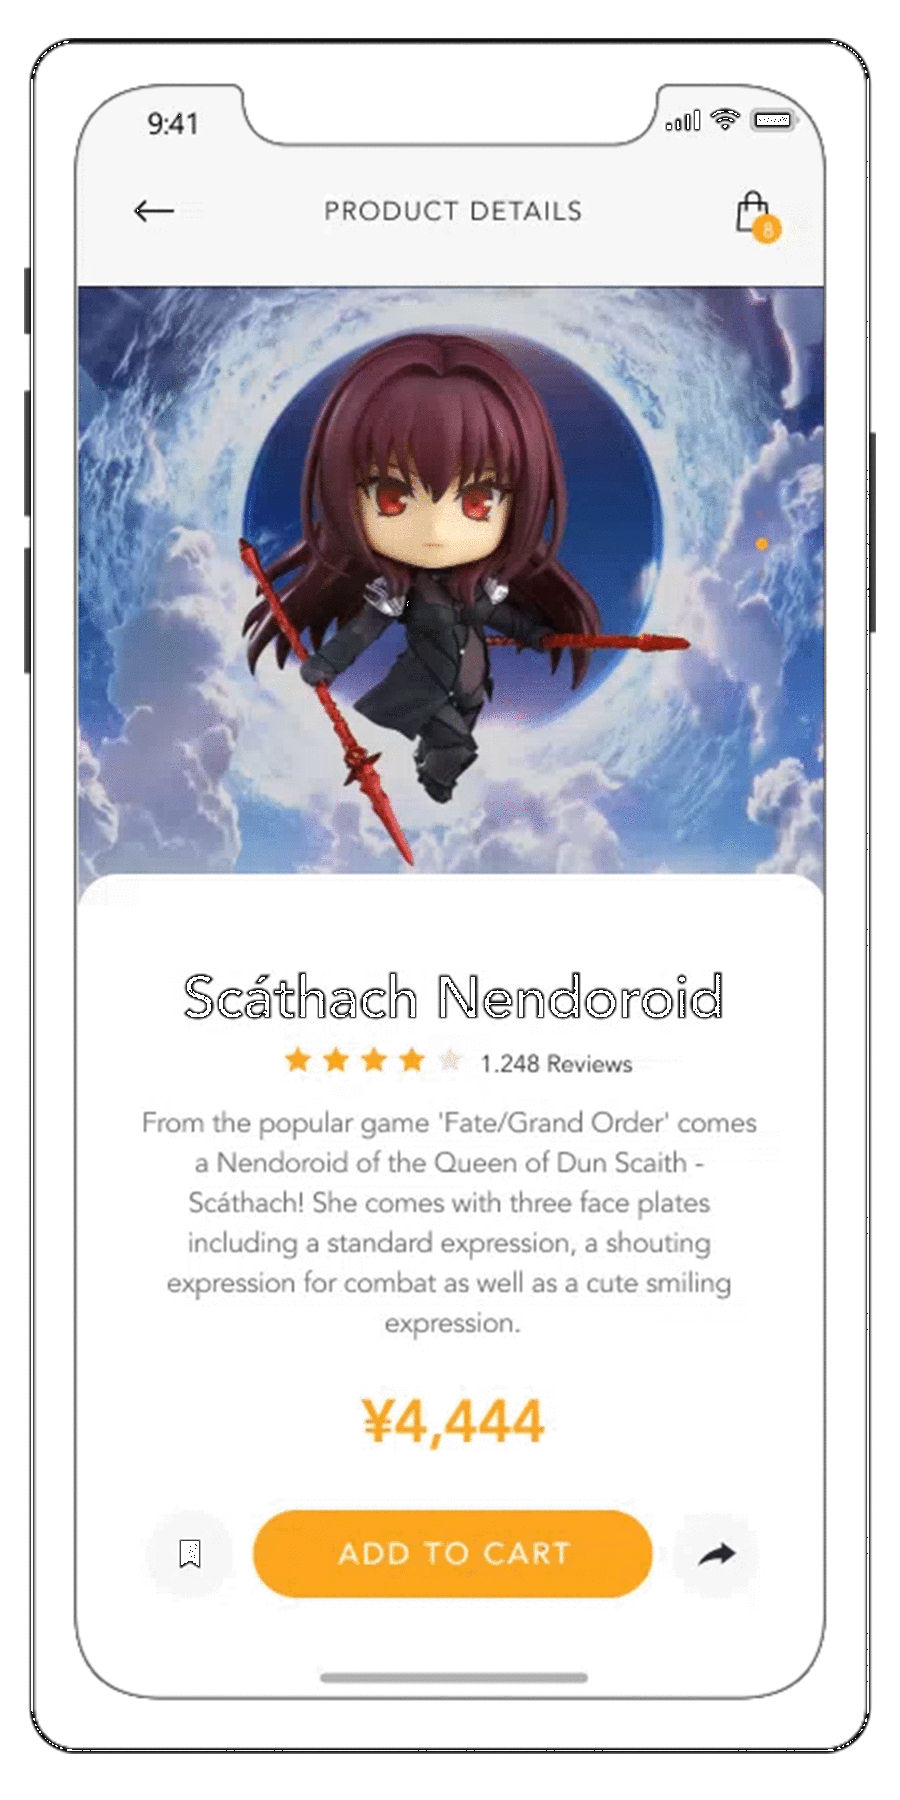 9:41
PRODUCT DETAILS
8
Scáthach Nendoroid
1.248 Reviews
From the popular game 'Fate/Grand Order' comes
a Nendoroid of the Queen of Dun Scaith -
Scáthach! She comes with three face plates
including a standard expression, a shouting
expression for combat as well as a cute smiling
expression.
¥4,444
ADD TO CART